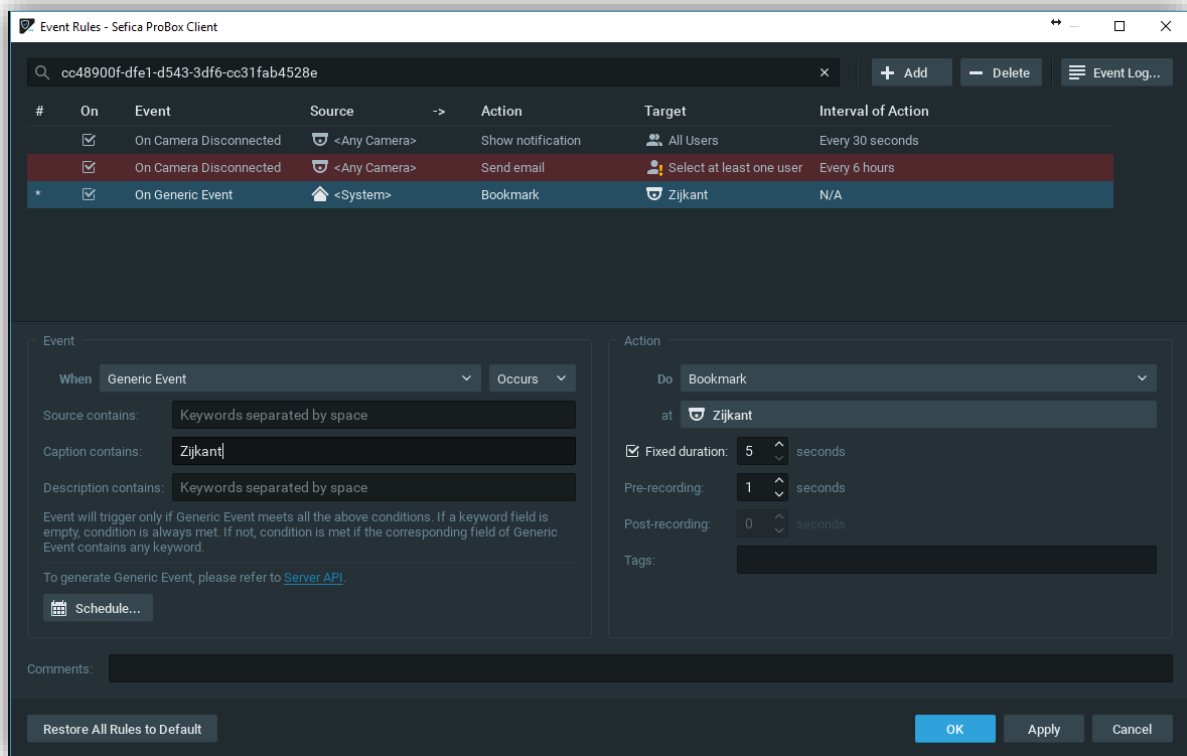 Event Rules - Sefica ProBox Client
cc48900f-dfe1-d543-3df6-cc31fab4528e
Add
Delete
Event Log...
# On Event Source -> Action Target Interval of Action
On Camera Disconnected <Any Camera> Show notification All Users Every 30 seconds
On Camera Disconnected <Any Camera> Send email Select at least one user Every 6 hours
* On Generic Event <System> Bookmark Zijkant N/A
Event
When Generic Event Occurs
Source contains: Keywords separated by space
Caption contains: Zijkant
Description contains: Keywords separated by space
Event will trigger only if Generic Event meets all the above conditions. If a keyword field is
empty, condition is always met. If not, condition is met if the corresponding field of Generic
Event contains any keyword.
To generate Generic Event, please refer to Server API.
Schedule...
Action
Do Bookmark
at Zijkant
Fixed duration: 5 seconds
Pre-recording: 1 seconds
Post-recording: 0 seconds
Tags:
Comments:
Restore All Rules to Default
OK
Apply
Cancel